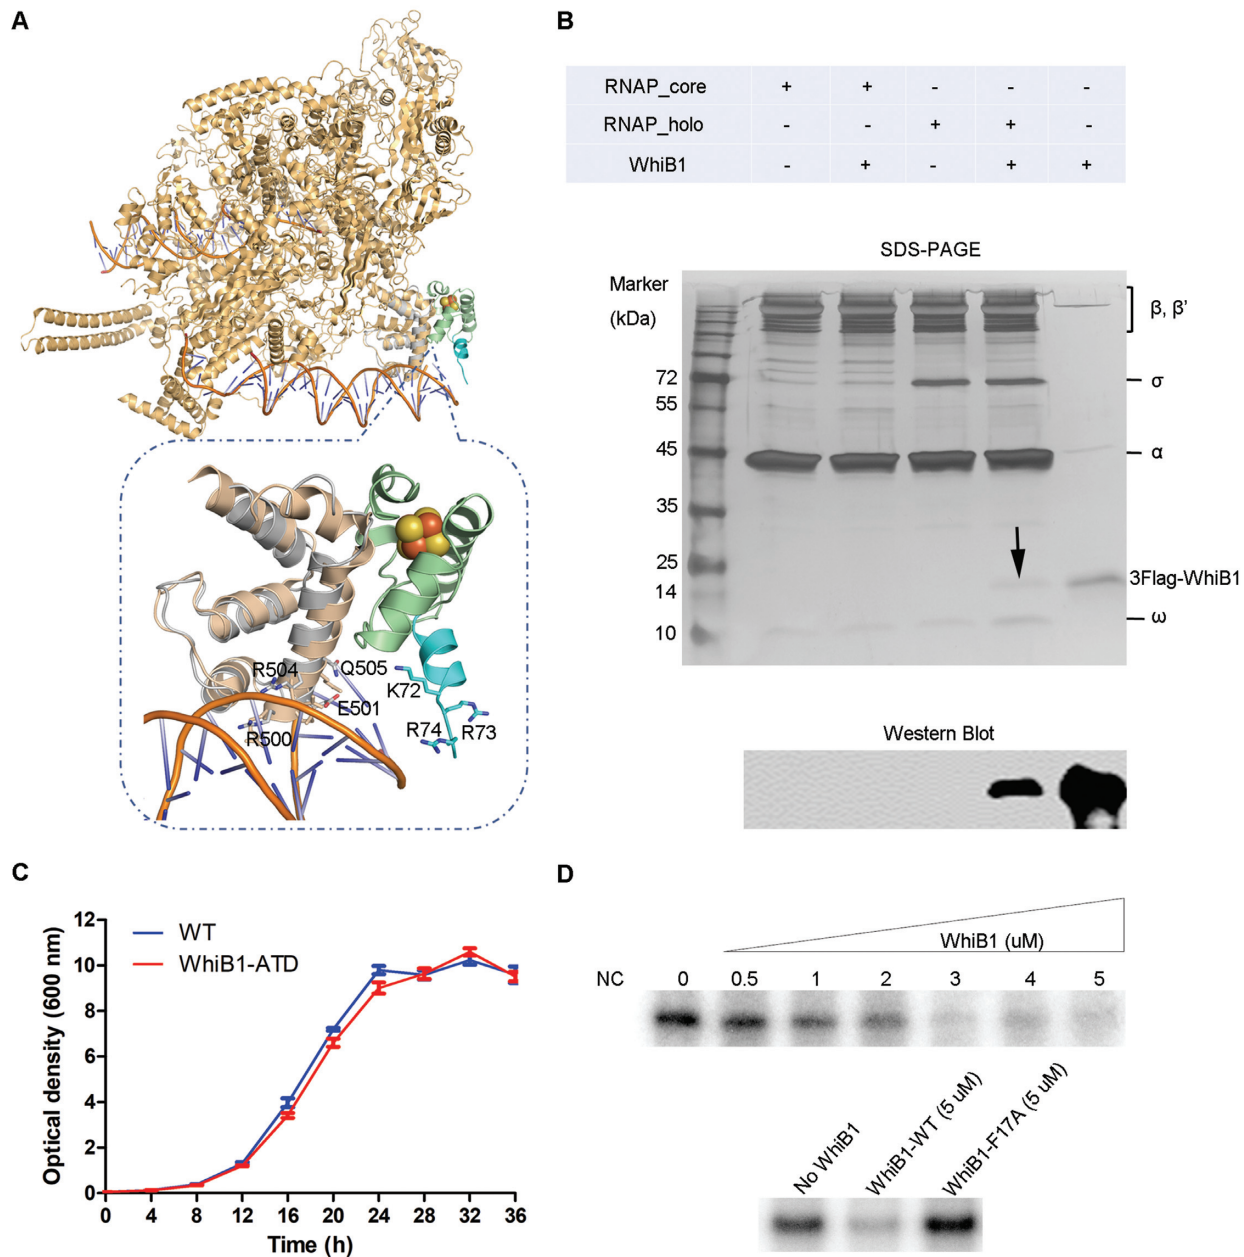 A
R504
Q505
E501
R500
K72
R74
R73
B
RNAP_core + + - - -
RNAP_holo - - + + -
WhiB1 - + - + +
SDS-PAGE
Marker
(kDa)
β, β’
72
σ
55
45
α
35
25
14
3Flag-WhiB1
10
ω
Western Blot
C
12
10
8
6
4
2
0
WT
WhiB1-ATD
Optical density (600 nm)
0 4 8 12 16 20 24 28 32 36
Time (h)
D
WhiB1 (uM)
NC 0 0.5 1 2 3 4 5
No WhiB1
WhiB1-WT (5 uM)
WhiB1-F17A (5 uM)